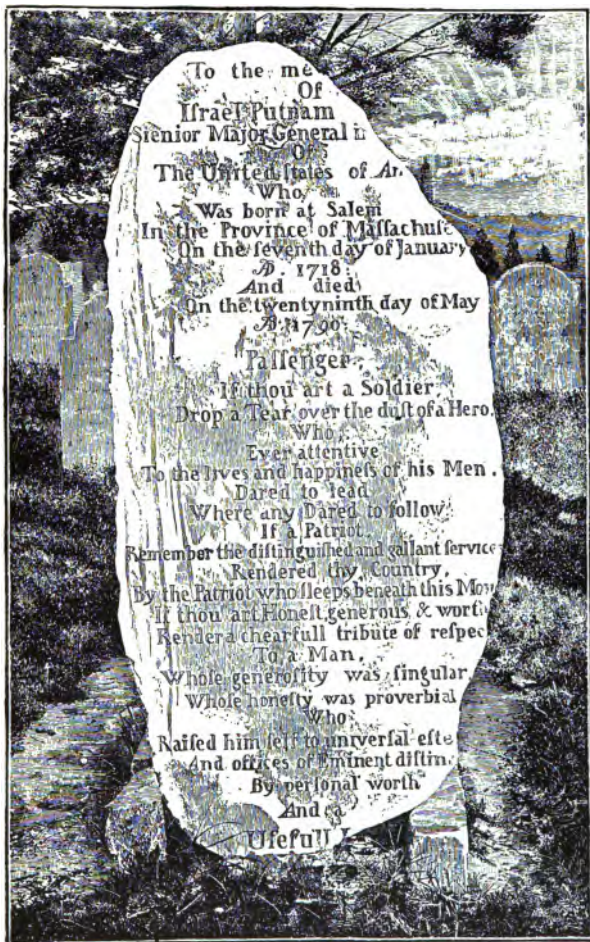 To the me
Of
Iſrael Putnam
Sienior Major General in
Of
The United ſtates of Am
Who
Was born at Salem
In the Province of Maſſachuſe
On the ſeventh day of January
AD. 1718:
And died
On the twentyninth day of May
AD. 1790:
Paſſenger,
If thou art a Soldier
Drop a Tear over the duſt of a Hero.
Who,
Ever attentive
To the lives and happineſs of his Men.
Dared to lead
Where any Dared to follow;
If a Patriot,
Remember the diſtinguiſhed and gallant ſervice
Rendered thy Country,
By the Patriot who ſleeps beneath this Mon
If thou art Honeſt, generous, & worth
Render a chearfull tribute of reſpec
To a Man,
Whoſe generoſity was ſingular,
Whoſe honeſty was proverbial
Who
Raiſed him ſelf to univerſal eſte
And offices of Eminent diſtin
By perſonal worth
And a
Uſefull